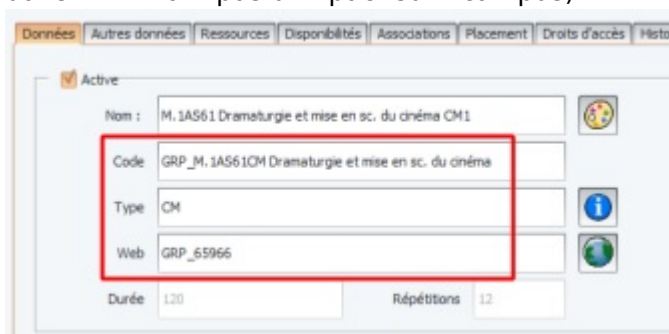 Données Autres données Ressources Disponibilités Associations Placement Droits d'accès Histo
Active
Nom : M.1AS61 Dramaturgie et mise en sc. du cinéma CM1
Code GRP_M.1AS61CM Dramaturgie et mise en sc. du cinéma
Type CM
Web GRP_65966
Durée 120 Répétitions 12